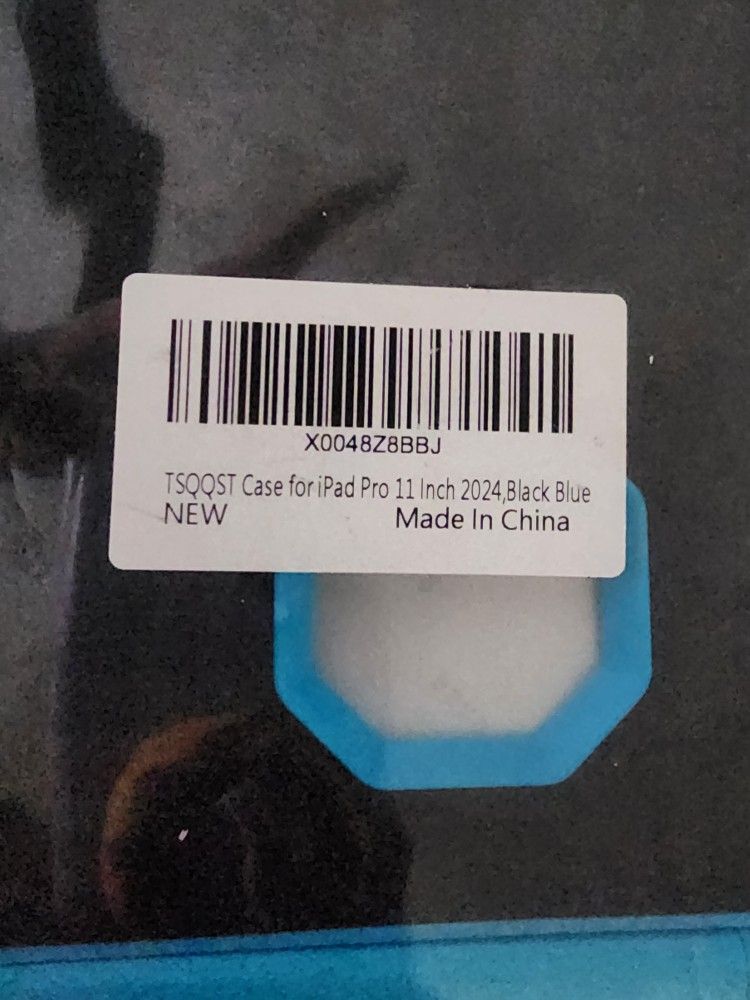 X0048Z8BBJ
TSQQST Case for iPad Pro 11 Inch 2024,Black Blue
NEW Made In China